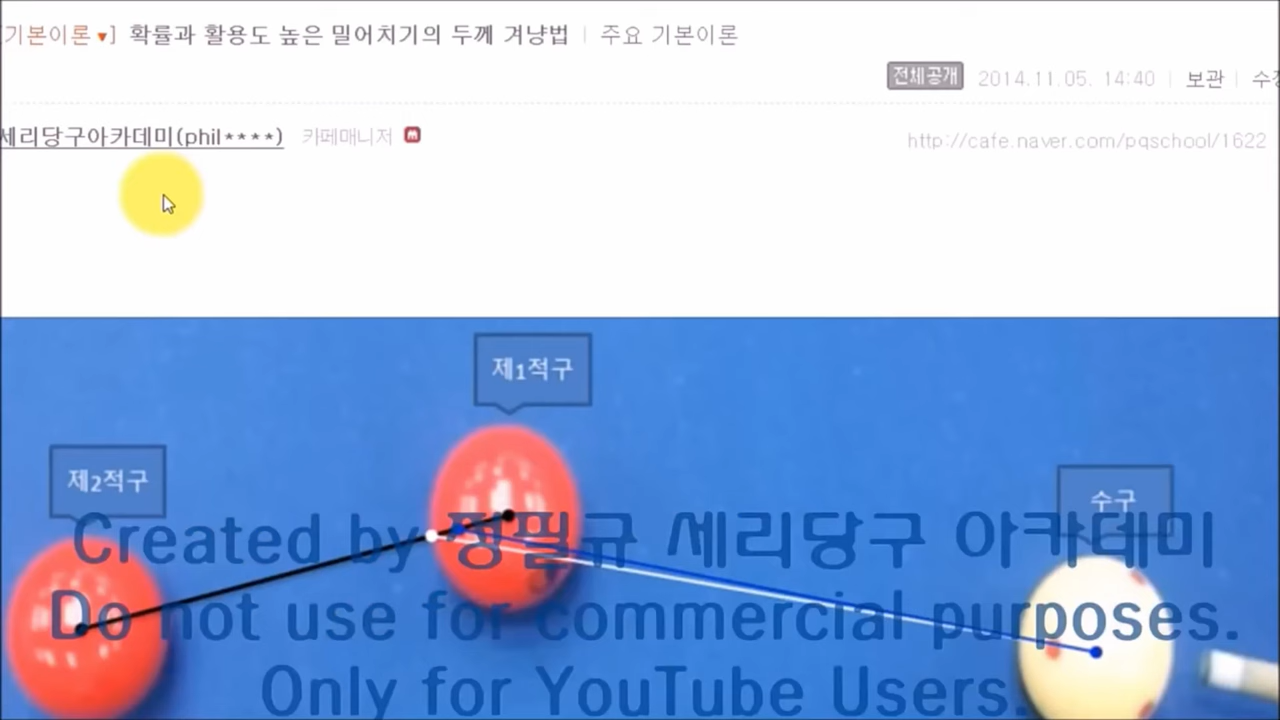 [기본이론▼] 확률과 활용도 높은 밀어치기의 두께 겨냥법 | 주요 기본이론
전체공개 2014.11.05. 14:40 | 보관 | 수정
세리당구아카데미(phil****) 카페매니저 m
http://cafe.naver.com/pqschool/1622
제1적구
제2적구
수구
Created by 정필규 세리당구 아카데미
Do not use for commercial purposes.
Only for YouTube Users.